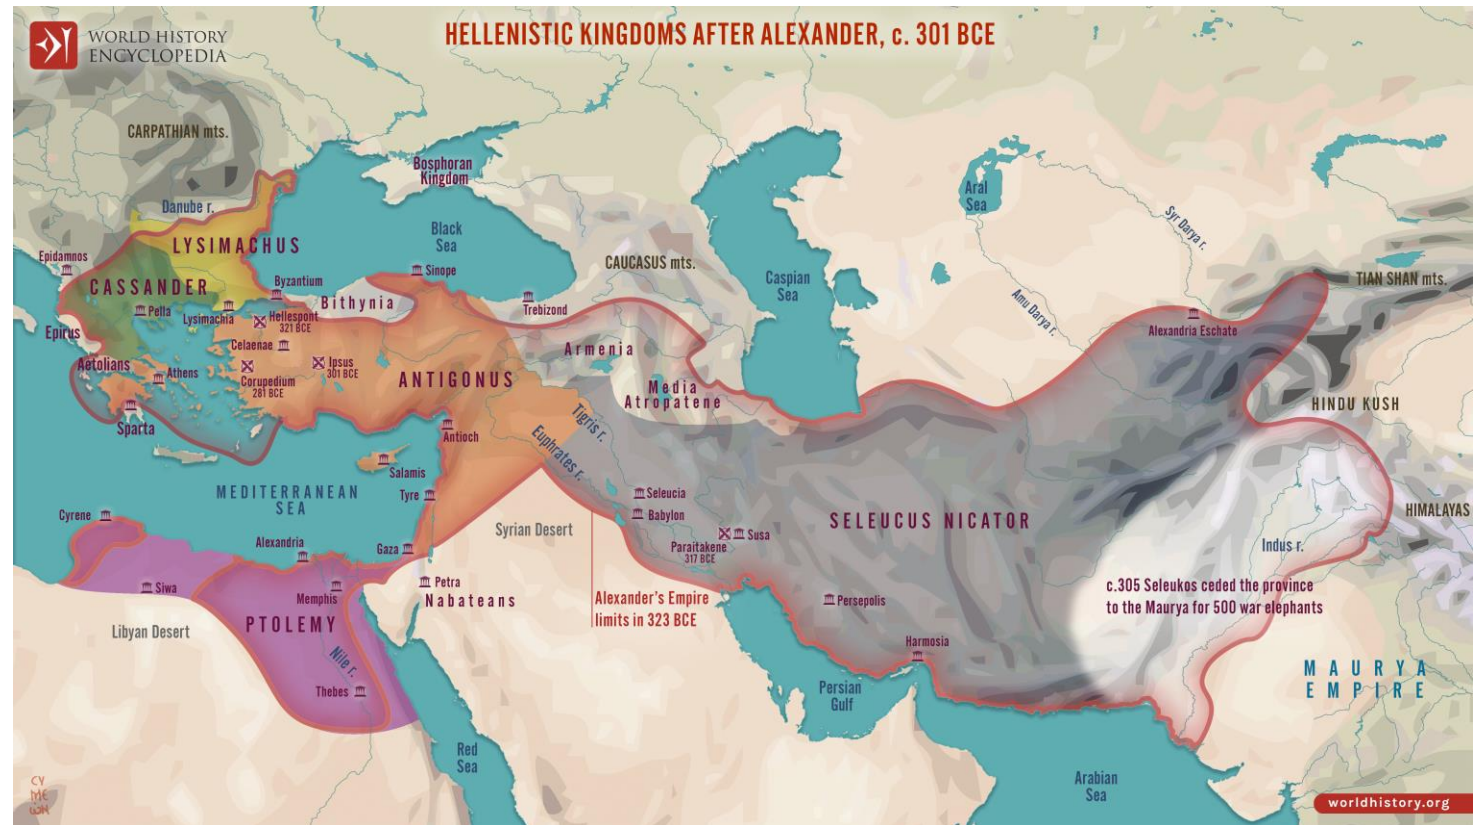 WORLD HISTORY
ENCYCLOPEDIA
HELLENISTIC KINGDOMS AFTER ALEXANDER, c. 301 BCE
CARPATHIAN mts.
Bosphoran
Kingdom
Aral
Sea
Danube r.
Syr Darya r.
Black
Sea
LYSIMACHUS
Epidamnos
CAUCASUS mts.
Caspian
Sea
TIAN SHAN mts.
Sinope
CASSANDER
Byzantium
Bithynia
Amu Darya r.
Pella
Lysimachia
Hellespont
321 BCE
Trebizond
Alexandria Eschate
Epirus
Celaenae
Armenia
Aetolians
Athens
Ipsus
301 BCE
Corupedium
281 BCE
ANTIGONUS
Media
Atropatene
HINDU KUSH
Sparta
Tigris r.
Antioch
Euphrates r.
Salamis
MEDITERRANEAN
SEA
Tyre
Seleucia
Babylon
SELEUCUS NICATOR
HIMALAYAS
Cyrene
Syrian Desert
Susa
Paraitakene
317 BCE
Alexandria
Gaza
Indus r.
Siwa
Memphis
Petra
Nabateans
Alexander's Empire
limits in 323 BCE
Persepolis
c.305 Seleukos ceded the province
to the Maurya for 500 war elephants
Libyan Desert
PTOLEMY
Nile r.
Harmosia
MAURYA
EMPIRE
Thebes
Persian
Gulf
Red
Sea
Arabian
Sea
CY
ME
worldhistory.org